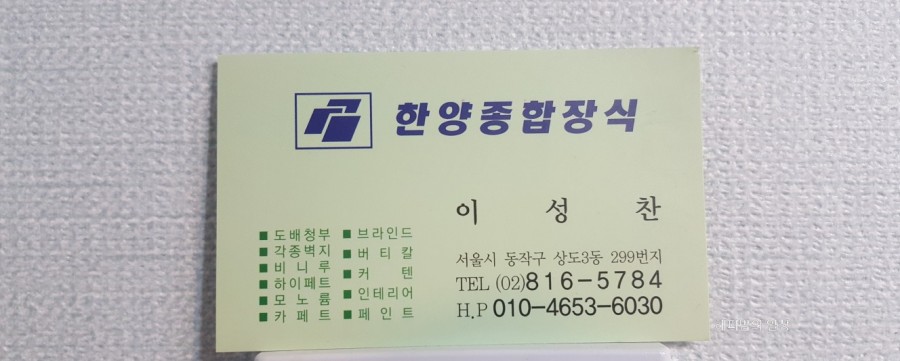 한양종합장식
이 성 찬
■ 도배청부
■ 각종벽지
■ 비 니 루
■ 하이페트
■ 모 노 륨
■ 카 페 트
■ 브라인드
■ 버 티 칼
■ 커 텐
■ 인테리어
■ 페 인 트
서울시 동작구 상도3동 299번지
TEL (02)816-5784
H.P 010-4653-6030